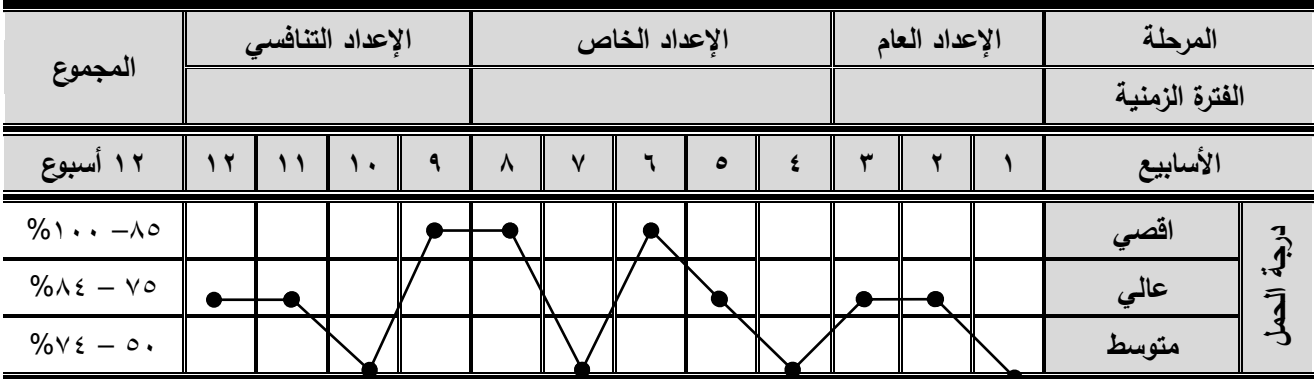 المرحلة الإعداد العام الإعداد الخاص الإعداد التنافسي المجموع
الفترة الزمنية
الأسابيع ١ ٢ ٣ ٤ ٥ ٦ ٧ ٨ ٩ ١٠ ١١ ١٢ ١٢ أسبوع
درجة الحمل
اقصي ٨٥– ١٠٠%
عالي ٧٥ – ٨٤%
متوسط ٥٠ – ٧٤%